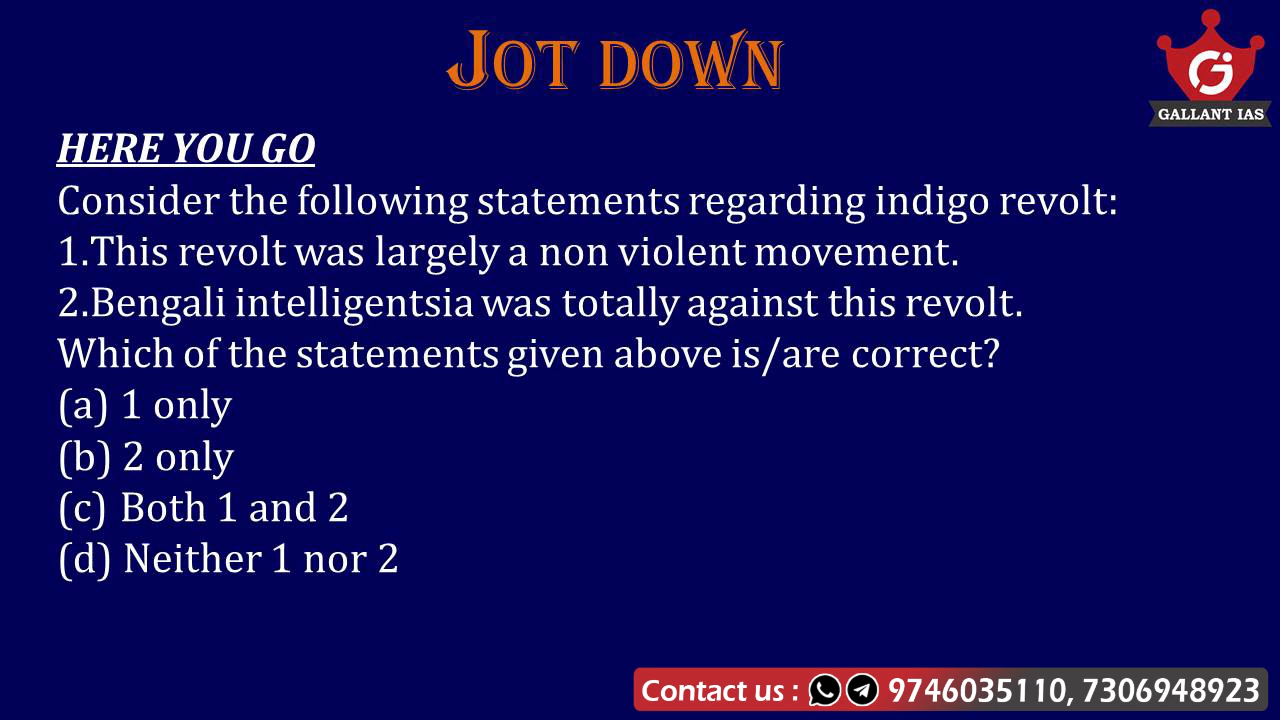 JOT DOWN
GALLANT IAS
HERE YOU GO
Consider the following statements regarding indigo revolt:
1.This revolt was largely a non violent movement.
2.Bengali intelligentsia was totally against this revolt.
Which of the statements given above is/are correct?
(a) 1 only
(b) 2 only
(c) Both 1 and 2
(d) Neither 1 nor 2
Contact us : 9746035110, 7306948923